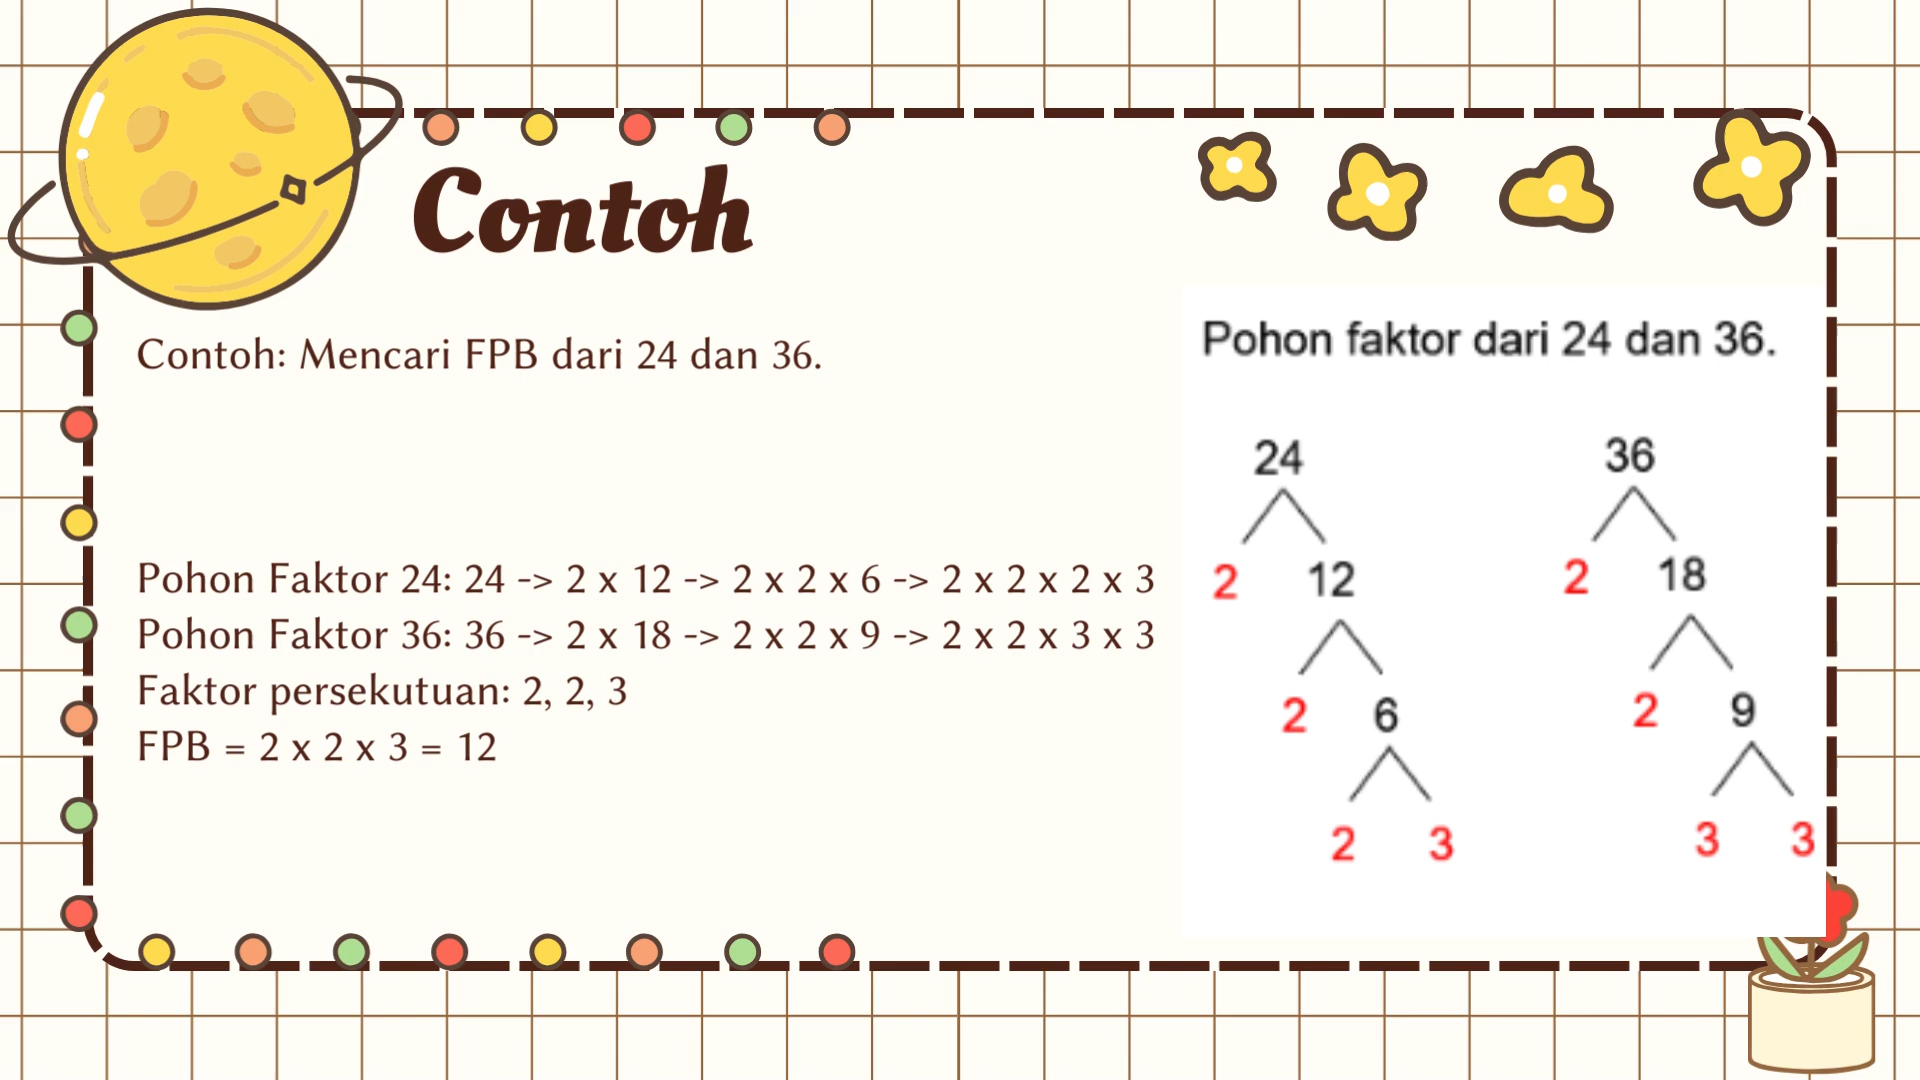 Contoh
Contoh: Mencari FPB dari 24 dan 36.
Pohon Faktor 24: 24 -> 2 x 12 -> 2 x 2 x 6 -> 2 x 2 x 2 x 3
Pohon Faktor 36: 36 -> 2 x 18 -> 2 x 2 x 9 -> 2 x 2 x 3 x 3
Faktor persekutuan: 2, 2, 3
FPB = 2 x 2 x 3 = 12
Pohon faktor dari 24 dan 36.
24
2 12
2 6
2 3
36
2 18
2 9
3 3